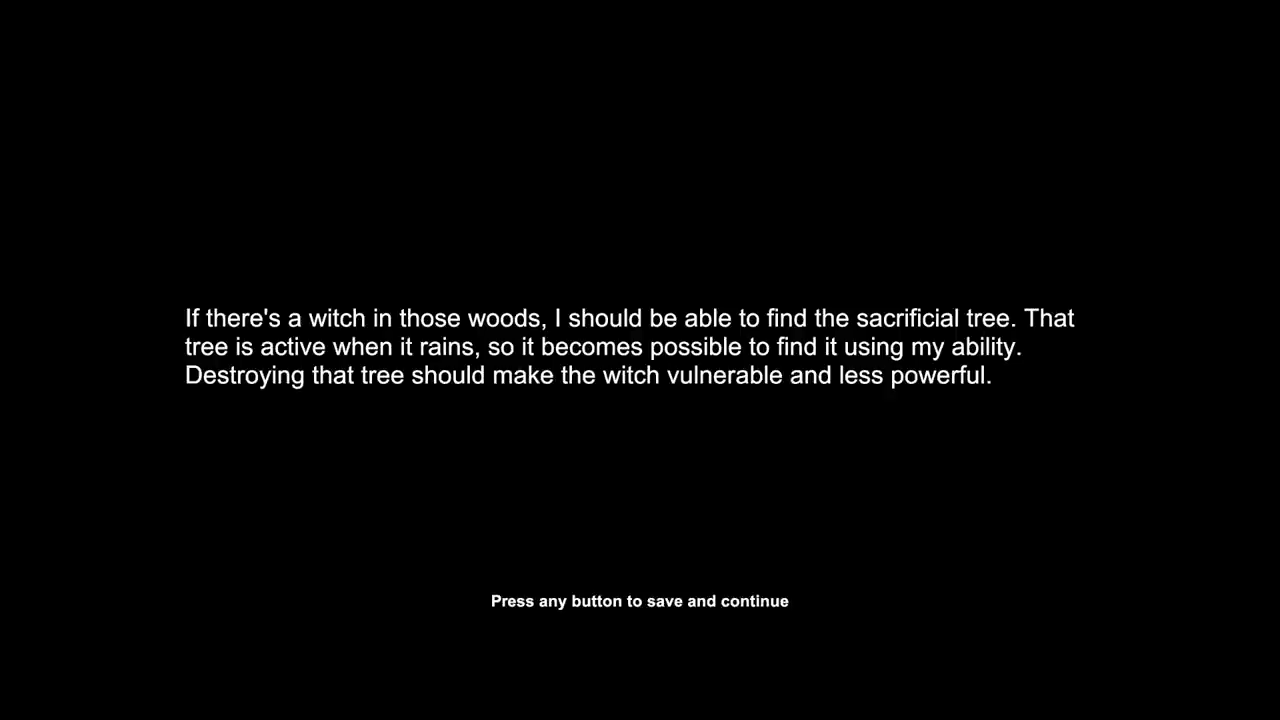 If there's a witch in those woods, I should be able to find the sacrificial tree. That
tree is active when it rains, so it becomes possible to find it using my ability.
Destroying that tree should make the witch vulnerable and less powerful.
Press any button to save and continue